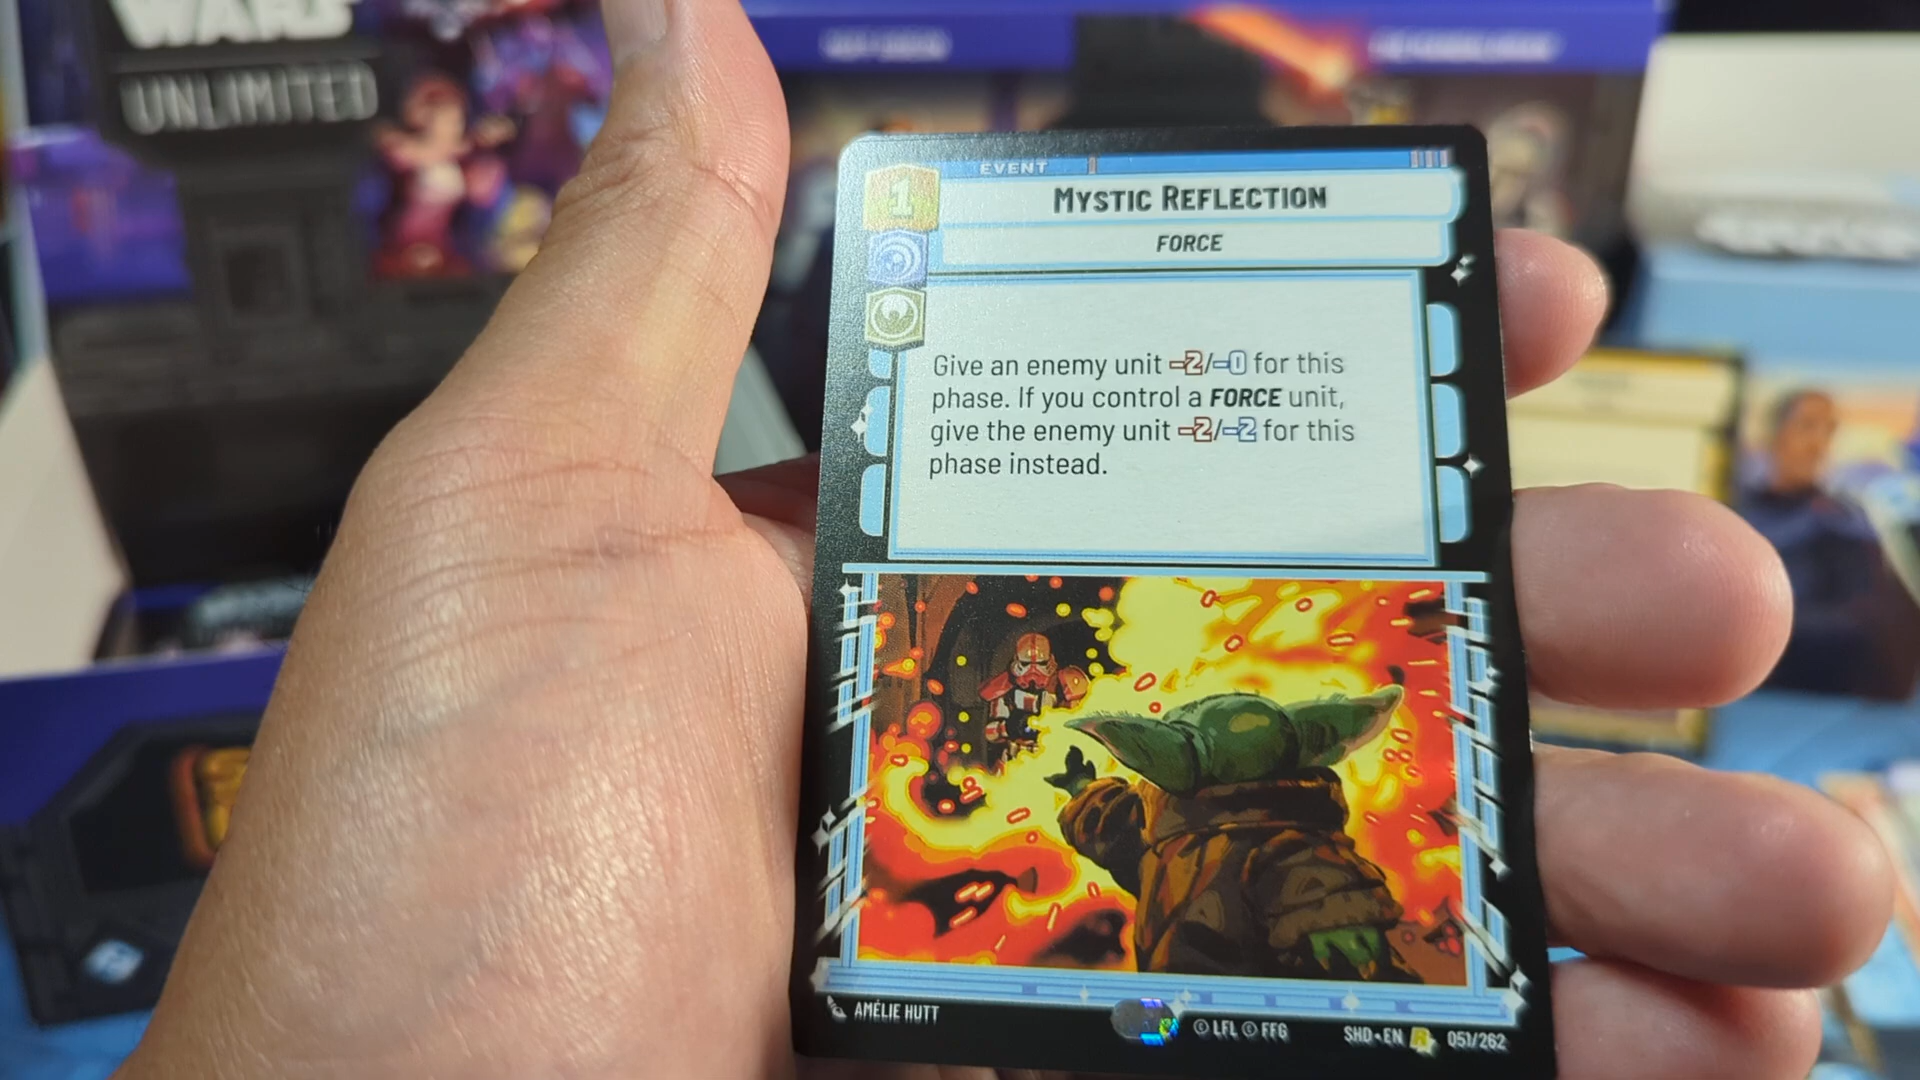 WARS
UNLIMITED
EVENT
1
MYSTIC REFLECTION
FORCE
Give an enemy unit -2/-0 for this
phase. If you control a FORCE unit,
give the enemy unit -2/-2 for this
phase instead.
AMÉLIE HUTT
© LFL © FFG
SHD • EN R 051/262